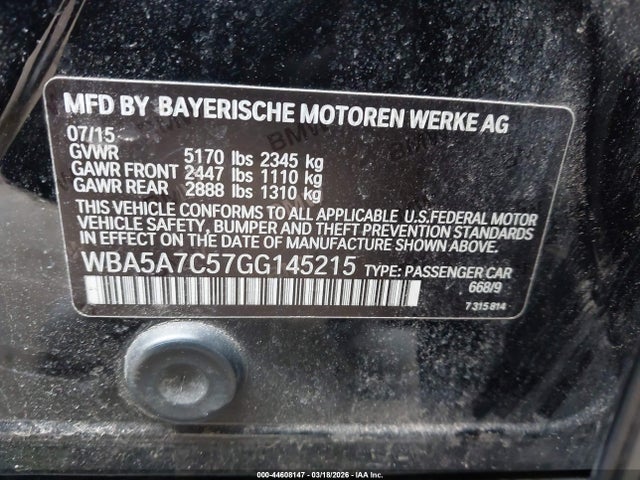 MFD BY BAYERISCHE MOTOREN WERKE AG
07/15
GVWR 5170 lbs 2345 kg
GAWR FRONT 2447 lbs 1110 kg
GAWR REAR 2888 lbs 1310 kg
THIS VEHICLE CONFORMS TO ALL APPLICABLE U.S.FEDERAL MOTOR
VEHICLE SAFETY, BUMPER AND THEFT PREVENTION STANDARDS
IN EFFECT ON THE DATE OF MANUFACTURE SHOWN ABOVE.
WBA5A7C57GG145215 TYPE: PASSENGER CAR
668/9
7 315 814
000-44608147 - 03/18/2026 - IAA Inc.